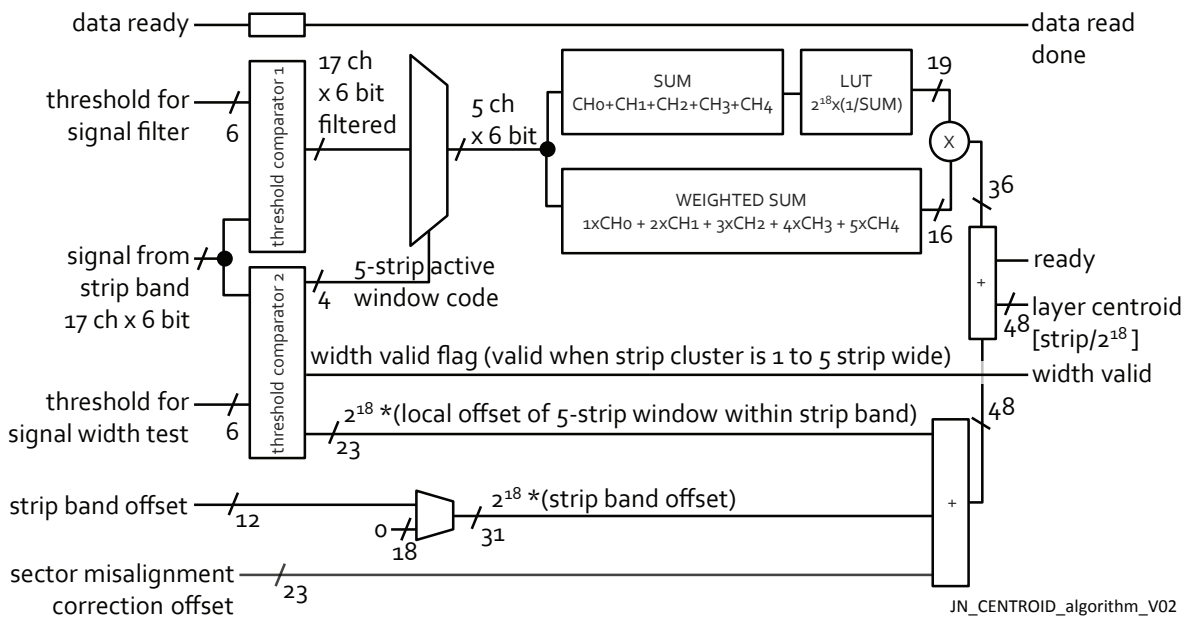 data ready
data read
done
threshold for
signal filter
6
threshold comparator 1
17 ch
x 6 bit
filtered
5 ch
x 6 bit
SUM
CH0+CH1+CH2+CH3+CH4
LUT
2¹⁸x(1/SUM)
19
X
WEIGHTED SUM
1xCH0 + 2xCH1 + 3xCH2 + 4xCH3 + 5xCH4
16
36
signal from
strip band
17 ch x 6 bit
threshold comparator 2
4
5-strip active
window code
+
ready
48
layer centroid
[strip/2¹⁸]
width valid flag (valid when strip cluster is 1 to 5 strip wide)
width valid
threshold for
signal width test
6
2¹⁸ *(local offset of 5-strip window within strip band)
23
48
strip band offset
12
0
18
2¹⁸ *(strip band offset)
31
+
sector misalignment
correction offset
23
JN_CENTROID_algorithm_V02